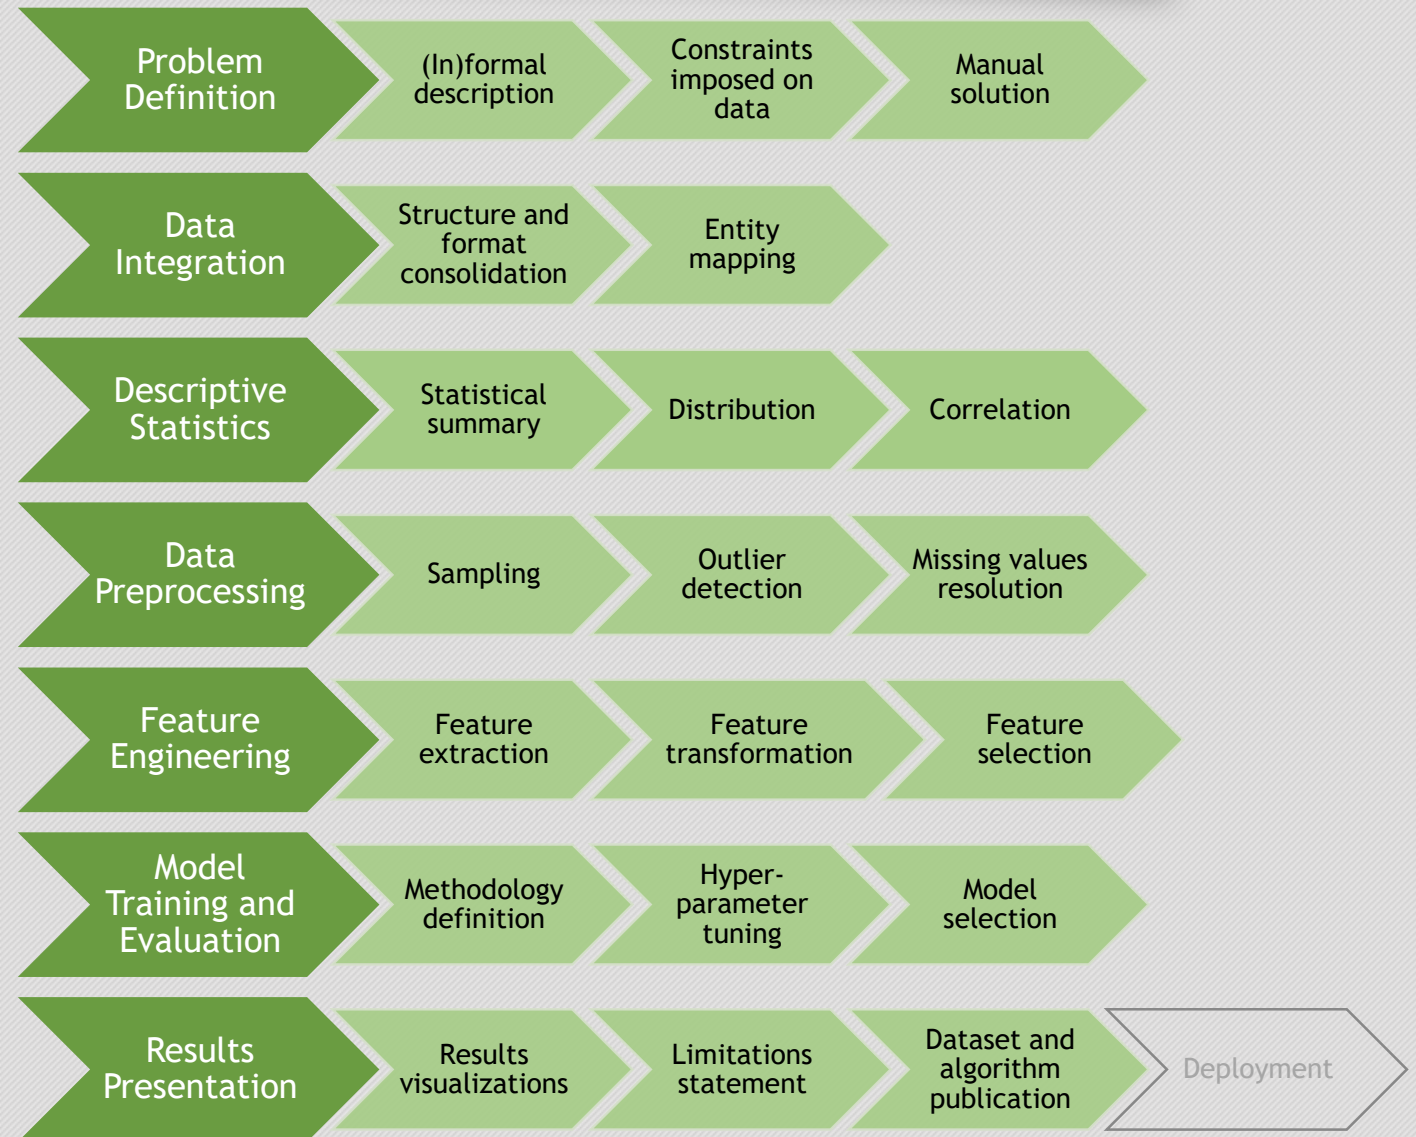 Problem
Definition
(In)formal
description
Constraints
imposed on
data
Manual
solution
Data
Integration
Structure and
format
consolidation
Entity
mapping
Descriptive
Statistics
Statistical
summary
Distribution
Correlation
Data
Preprocessing
Sampling
Outlier
detection
Missing values
resolution
Feature
Engineering
Feature
extraction
Feature
transformation
Feature
selection
Model
Training and
Evaluation
Methodology
definition
Hyper-
parameter
tuning
Model
selection
Results
Presentation
Results
visualizations
Limitations
statement
Dataset and
algorithm
publication
Deployment